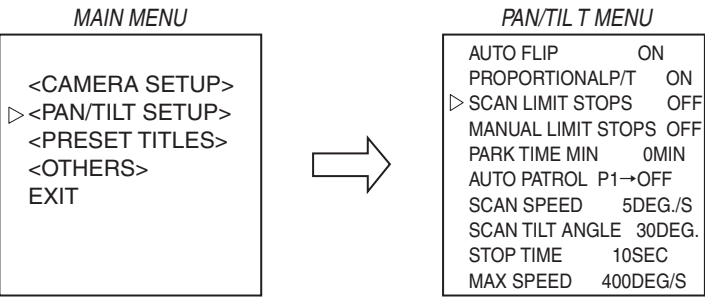 MAIN MENU
<CAMERA SETUP>
<PAN/TILT SETUP>
<PRESET TITLES>
<OTHERS>
EXIT
PAN/TIL T MENU
AUTO FLIP ON
PROPORTIONALP/T ON
SCAN LIMIT STOPS OFF
MANUAL LIMIT STOPS OFF
PARK TIME MIN 0MIN
AUTO PATROL P1→OFF
SCAN SPEED 5DEG./S
SCAN TILT ANGLE 30DEG.
STOP TIME 10SEC
MAX SPEED 400DEG/S